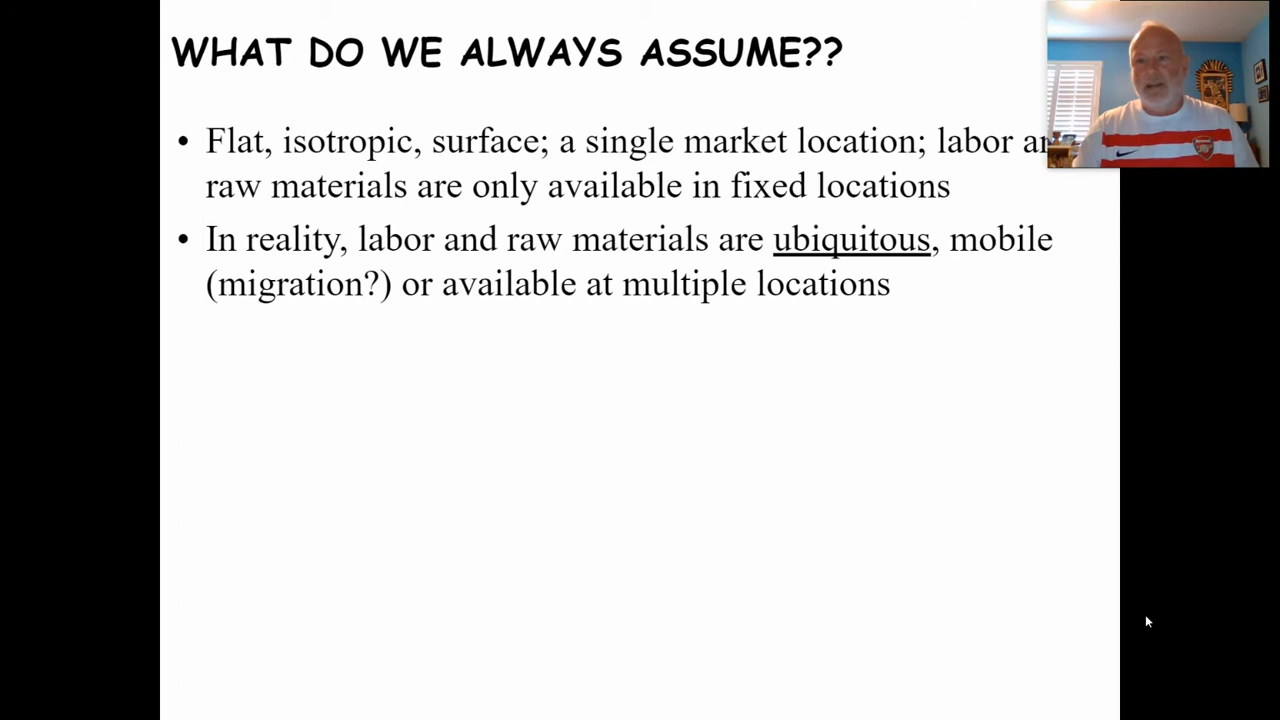 WHAT DO WE ALWAYS ASSUME??
• Flat, isotropic, surface; a single market location; labor
raw materials are only available in fixed locations
• In reality, labor and raw materials are ubiquitous, mobile
(migration?) or available at multiple locations